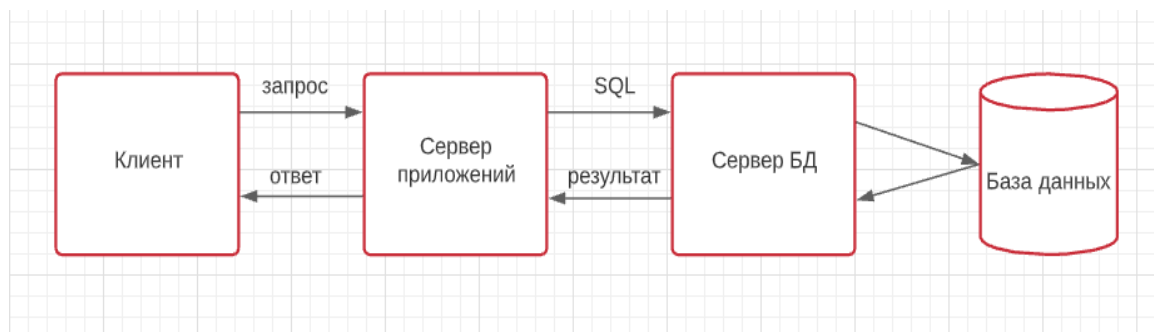 запрос
SQL
Клиент
Сервер
приложений
Сервер БД
База данных
ответ
результат